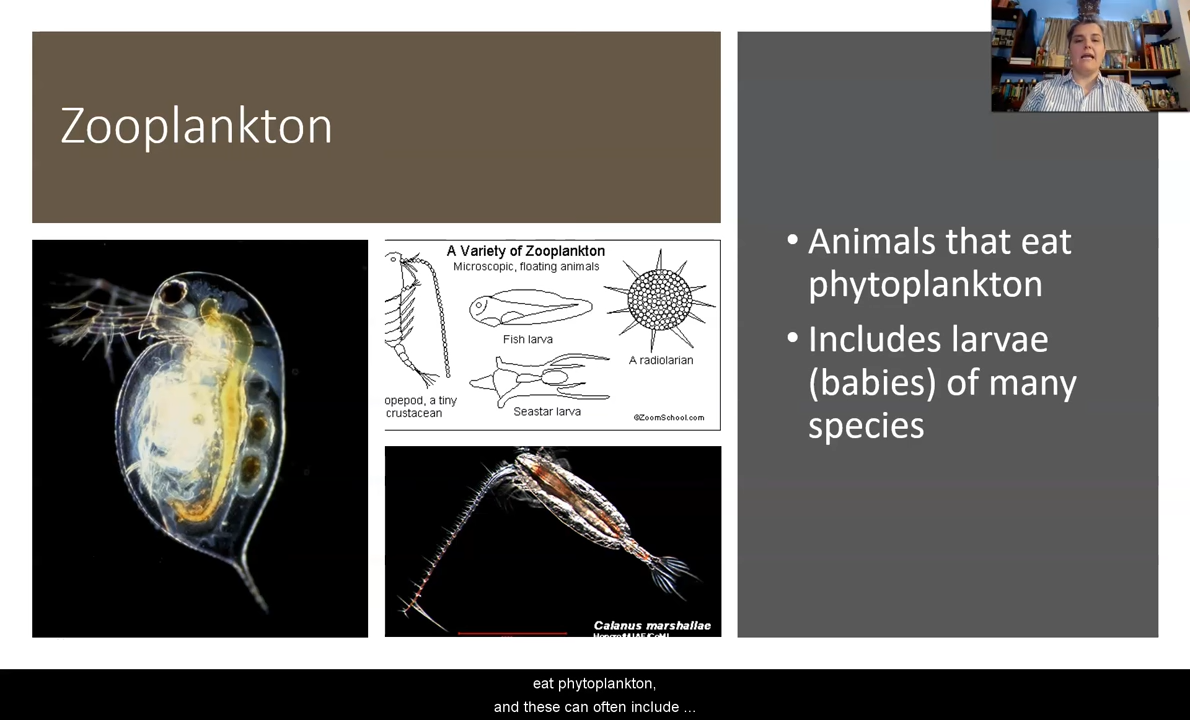 Zooplankton
A Variety of Zooplankton
Microscopic, floating animals
Fish larva
A radiolarian
opepod, a tiny
crustacean
Seastar larva
©ZoomSchool.com
Calanus marshallae
• Animals that eat
phytoplankton
• Includes larvae
(babies) of many
species
eat phytoplankton,
and these can often include ...